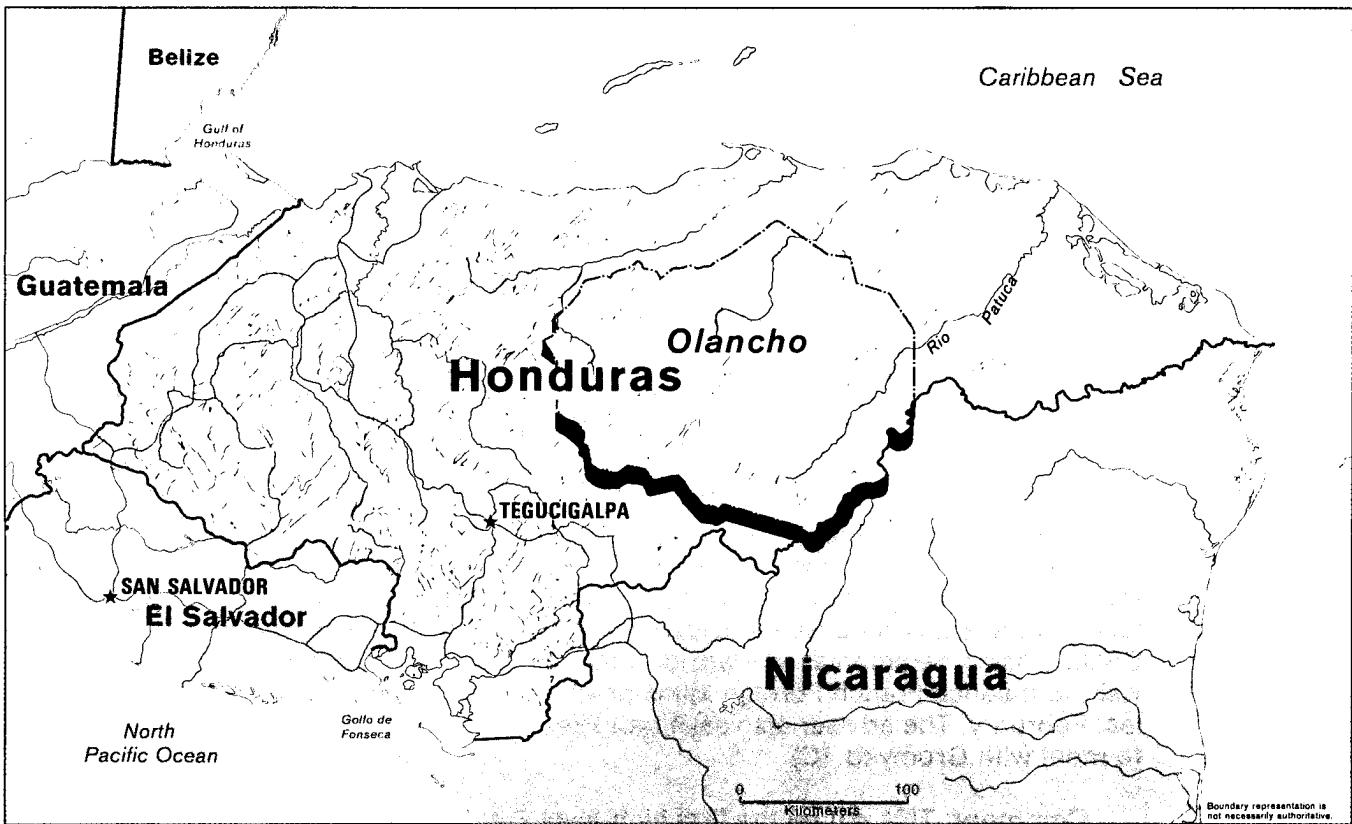 Belize
Caribbean Sea
Gulf of
Honduras
Guatemala
Olancho
Rio
Patuca
Honduras
TEGUCIGALPA
SAN SALVADOR
El Salvador
Nicaragua
North
Pacific Ocean
Golfo de
Fonseca
0
100
Kilometers
Boundary representation is
not necessarily authoritative.